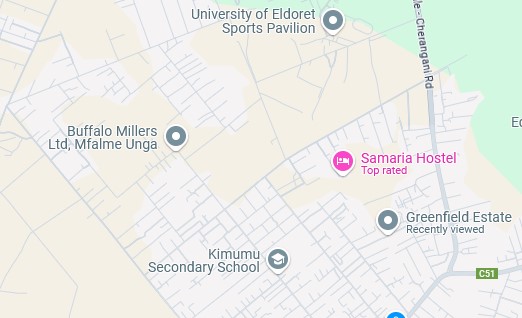 University of Eldoret
Sports Pavilion
- Cherangani Rd
Buffalo Millers
Ltd, Mfalme Unga
Samaria Hostel
Top rated
Greenfield Estate
Recently viewed
Kimumu
Secondary School
C51